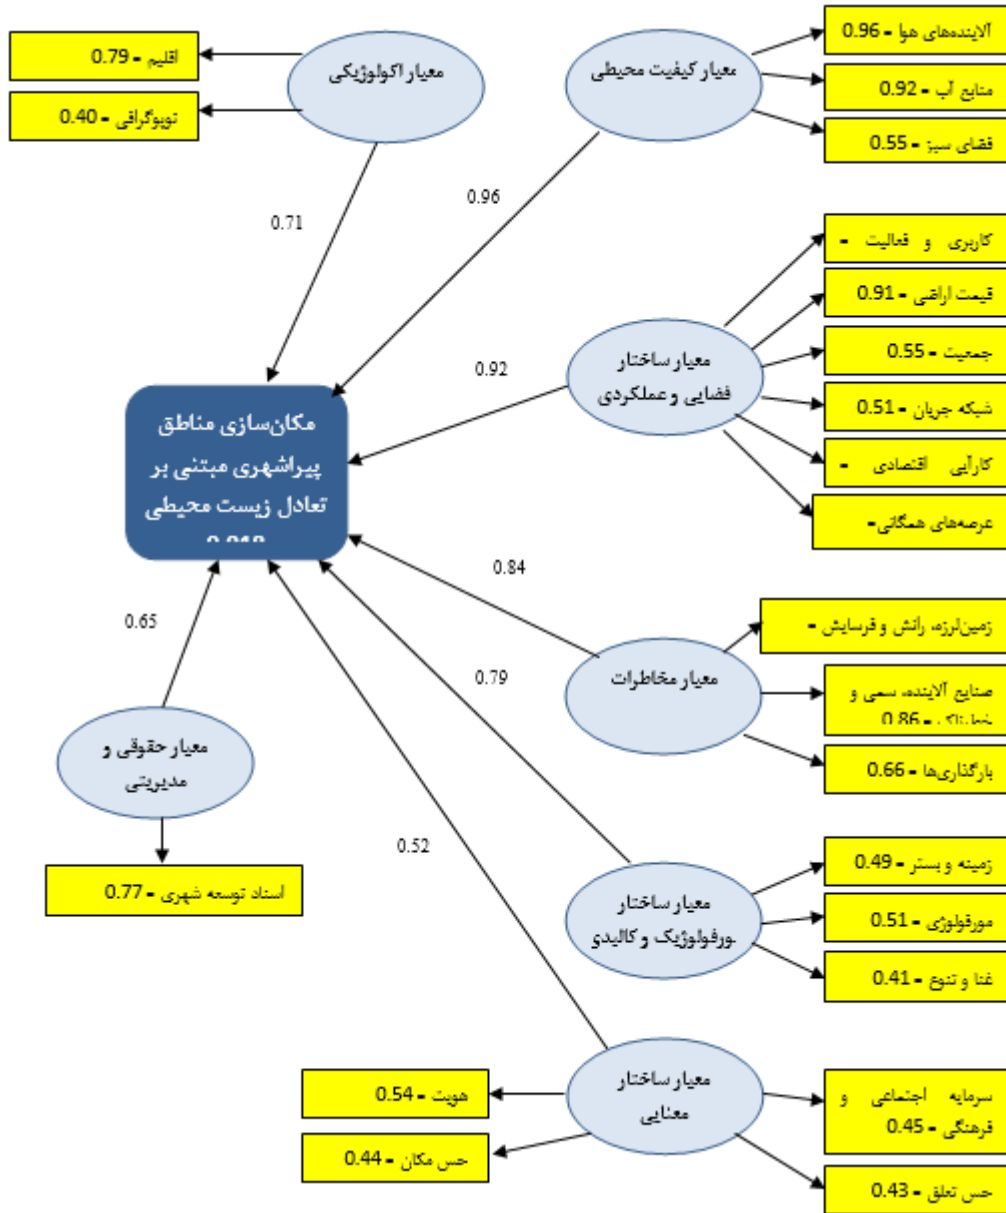 آلاینده‌های هوا - 0.96
منابع آب - 0.92
فضای سبز - 0.55
معیار کیفیت محیطی
معیار اکولوژیکی
اقلیم - 0.79
توپوگرافی - 0.40
0.71
0.96
کاربری و فعالیت -
قیمت اراضی - 0.91
جمعیت - 0.55
شبکه جریان - 0.51
کارآیی اقتصادی -
عرصه‌های همگانی-
معیار ساختار
فضایی و عملکردی
0.92
مکان‌سازی مناطق
پیراشهری مبتنی بر
تعادل زیست محیطی
0.84
زمین‌لرزه، رانش و فرسایش -
صنایع آلاینده، سمی و
0.86
بارگذاری‌ها - 0.66
معیار مخاطرات
0.79
0.65
معیار حقوقی و
مدیریتی
اسناد توسعه شهری - 0.77
0.52
زمینه و بستر - 0.49
مورفولوژی - 0.51
غنا و تنوع - 0.41
معیار ساختار
ورفولوژیک و کالبدی
معیار ساختار
معنایی
سرمایه اجتماعی و
فرهنگی - 0.45
حس تعلق - 0.43
هویت - 0.54
حس مکان - 0.44